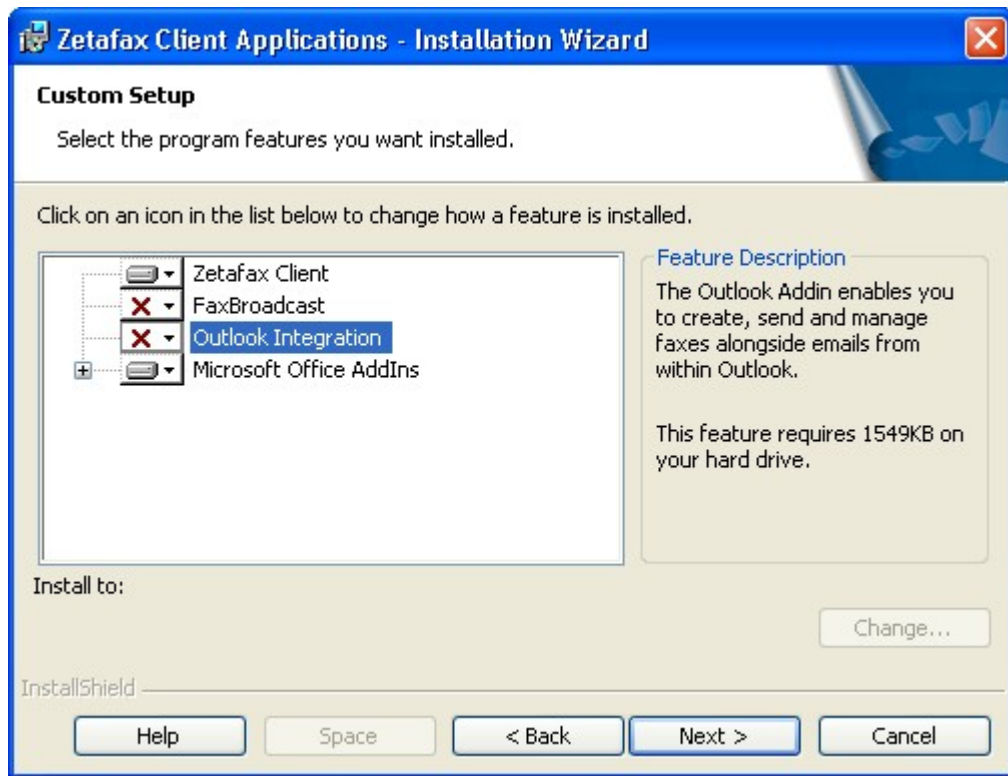 Zetafax Client Applications - Installation Wizard
Custom Setup
Select the program features you want installed.
Click on an icon in the list below to change how a feature is installed.
Zetafax Client
FaxBroadcast
Outlook Integration
Microsoft Office AddIns
Feature Description
The Outlook Addin enables you
to create, send and manage
faxes alongside emails from
within Outlook.
This feature requires 1549KB on
your hard drive.
Install to:
Change...
InstallShield
Help
Space
< Back
Next >
Cancel